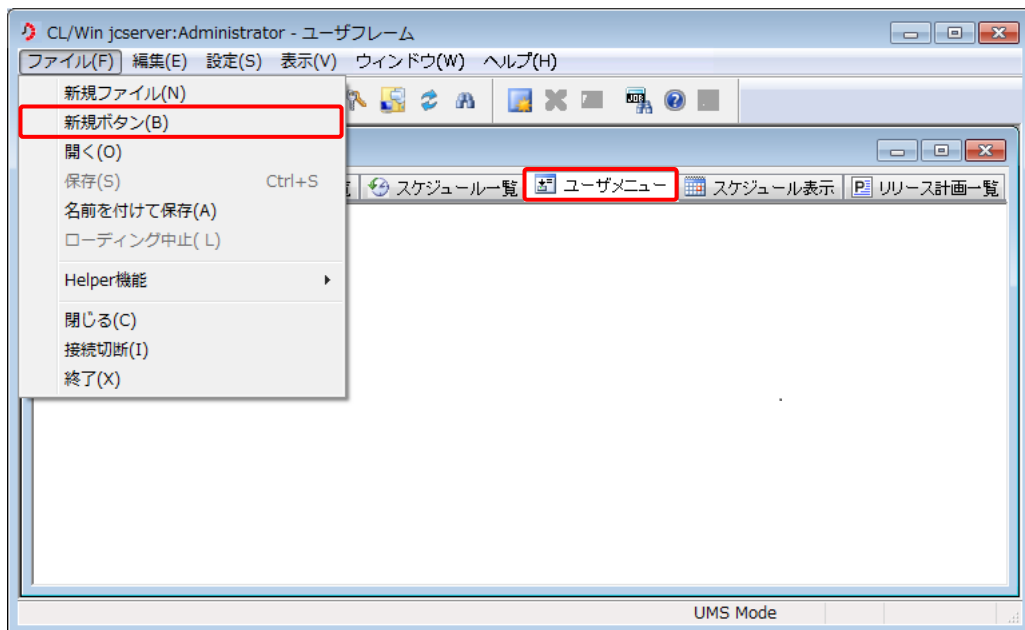 CL/Win jcserver:Administrator - ユーザフレーム
ファイル(F) 編集(E) 設定(S) 表示(V) ウィンドウ(W) ヘルプ(H)
新規ファイル(N)
新規ボタン(B)
開く(O)
保存(S) Ctrl+S
名前を付けて保存(A)
ローディング中止( L)
Helper機能
閉じる(C)
接続切断(I)
終了(X)
スケジュール一覧 ユーザメニュー スケジュール表示 リリース計画一覧
UMS Mode